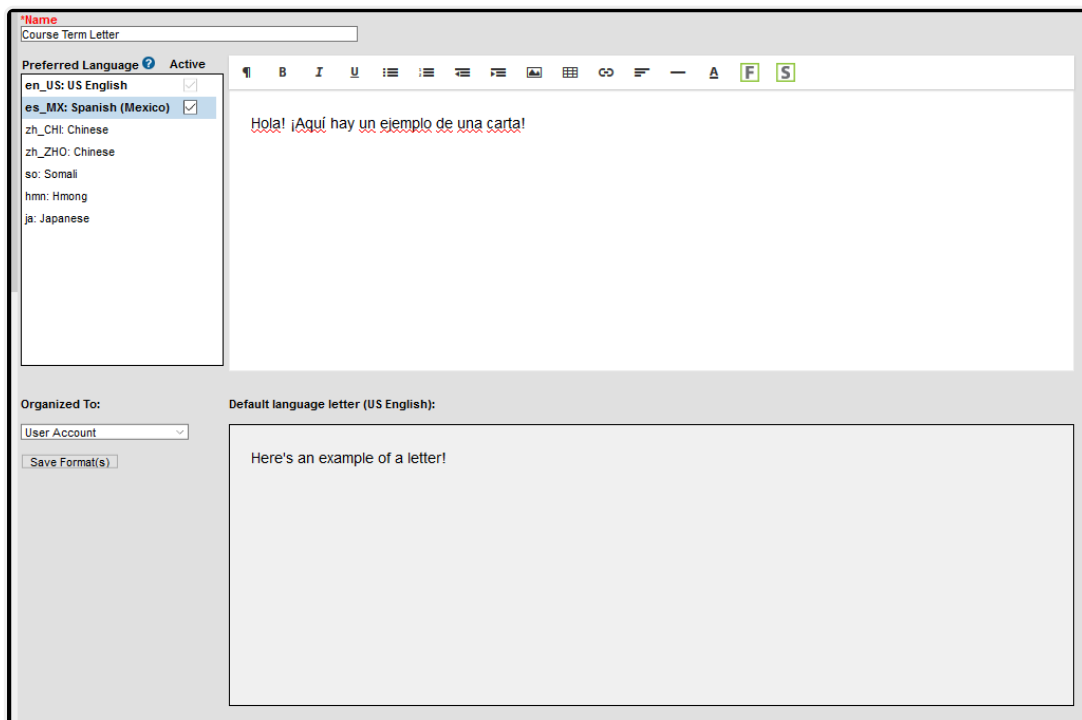 *Name
Course Term Letter
Preferred Language ? Active
en_US: US English
es_MX: Spanish (Mexico)
zh_CHI: Chinese
zh_ZHO: Chinese
so: Somali
hmn: Hmong
ja: Japanese
¶ B I U A F S
Hola! ¡Aquí hay un ejemplo de una carta!
Organized To:
User Account
Save Format(s)
Default language letter (US English):
Here's an example of a letter!